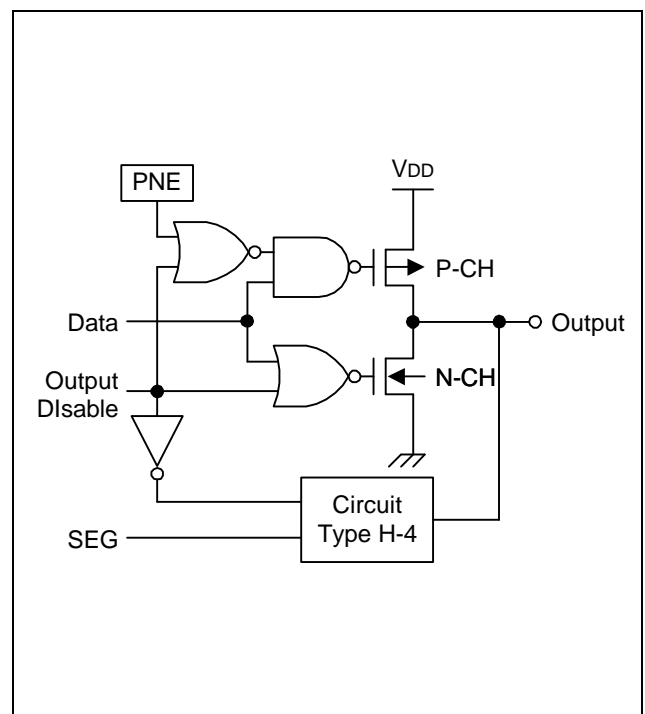 PNE
VDD
P-CH
Data
Output
Output
DIsable
N-CH
Circuit
Type H-4
SEG